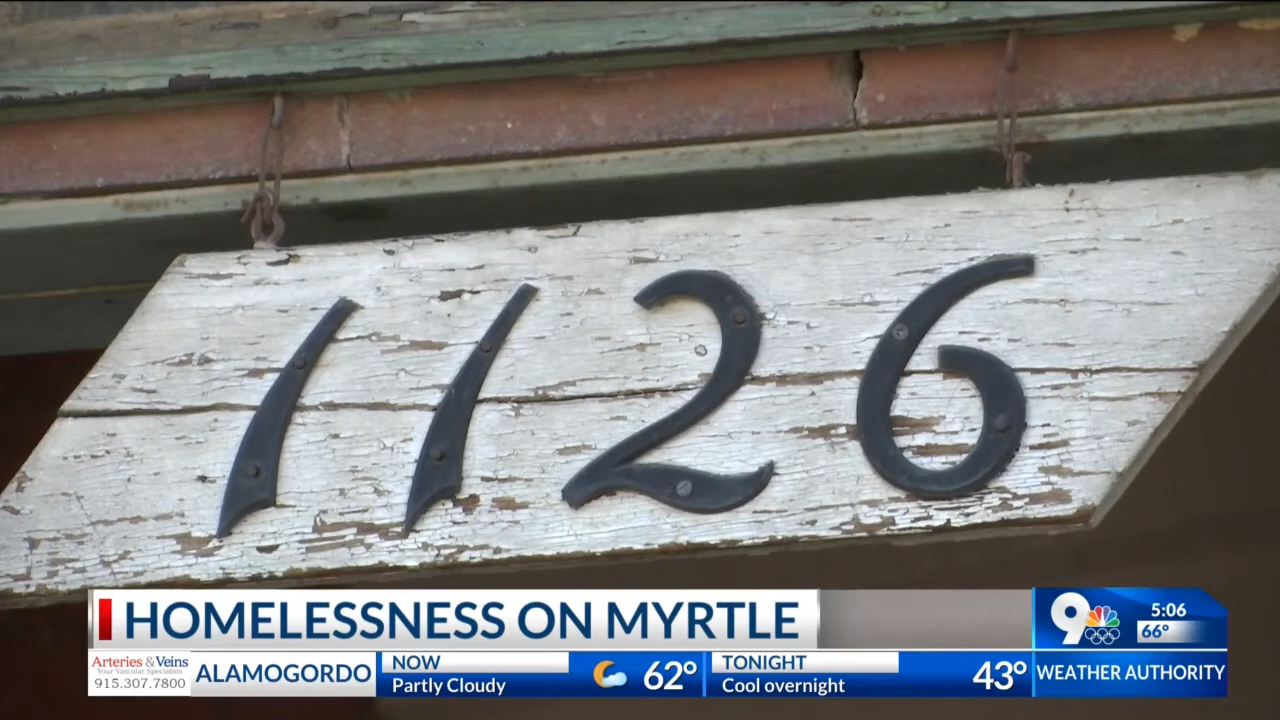 1126
HOMELESSNESS ON MYRTLE
9
5:06
66°
Arteries & Veins
Your Vascular Specialists
915.307.7800
ALAMOGORDO
NOW
Partly Cloudy
62°
TONIGHT
Cool overnight
43°
WEATHER AUTHORITY